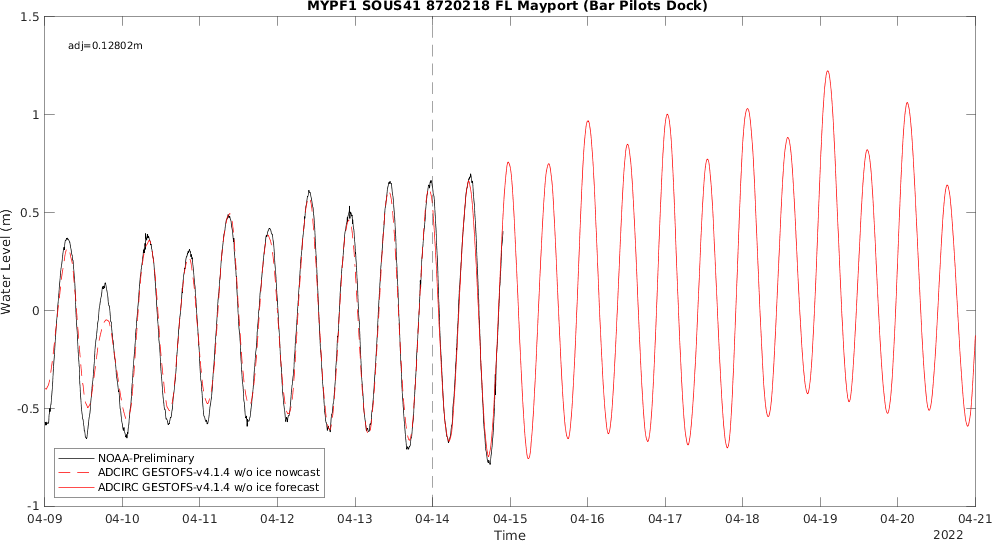 MYPF1 SOUS41 8720218 FL Mayport (Bar Pilots Dock)
adj=0.12802m
1.5
1
0.5
0
-0.5
-1
Water Level (m)
NOAA-Preliminary
ADCIRC GESTOFS-v4.1.4 w/o ice nowcast
ADCIRC GESTOFS-v4.1.4 w/o ice forecast
04-09 04-10 04-11 04-12 04-13 04-14 04-15 04-16 04-17 04-18 04-19 04-20 04-21
Time
2022